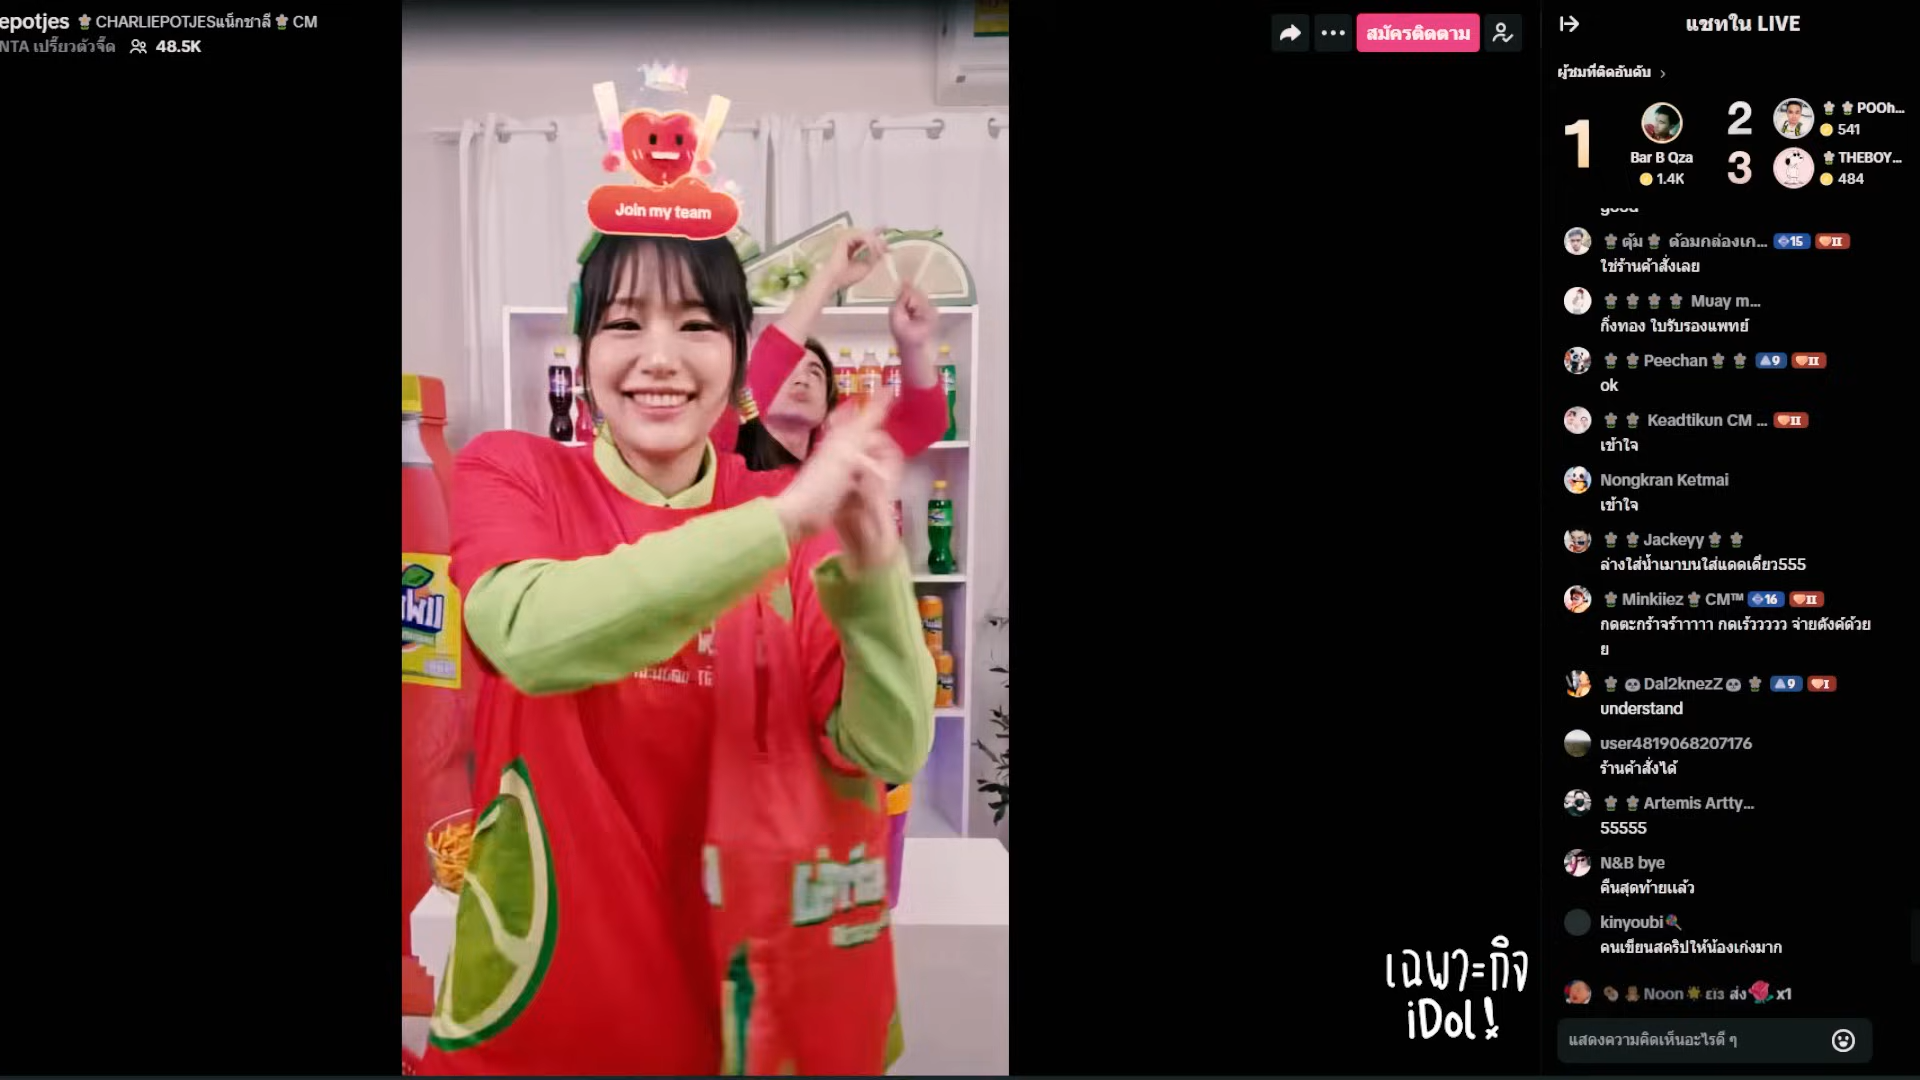 epotjes CHARLIEPOTJESแน็กชาลี CM
NTA เปรี้ยวตัวจี๊ด 48.5K
สมัครติดตาม
Join my team
เฉพาะกิจ
iDol!
แชทใน LIVE
ผู้ชมที่ติดอันดับ
1
Bar B Qza
1.4K
2
POOh...
541
3
THEBOY...
484
good
ตุ้ม ด้อมกล่องเก... 15 II
ใช่ร้านค้าสั่งเลย
Muay m...
กิ่งทอง ใบรับรองแพทย์
Peechan 9 II
ok
Keadtikun CM ... II
เข้าใจ
Nongkran Ketmai
เข้าใจ
Jackeyy
ล่างใส่น้ำเมาบนใส่แดดเดี่ยว555
Minkiiez CM™ 16 II
กดตะกร้าจร้าาาาา กดเร้ววววว จ่ายตังค์ด้วย
ย
Dal2knezZ 9 I
understand
user4819068207176
ร้านค้าสั่งได้
Artemis Artty...
55555
N&B bye
คืนสุดท้ายแล้ว
kinyoubi
คนเขียนสคริปให้น้องเก่งมาก
Noon εїз ส่ง x1
แสดงความคิดเห็นอะไรดี ๆ